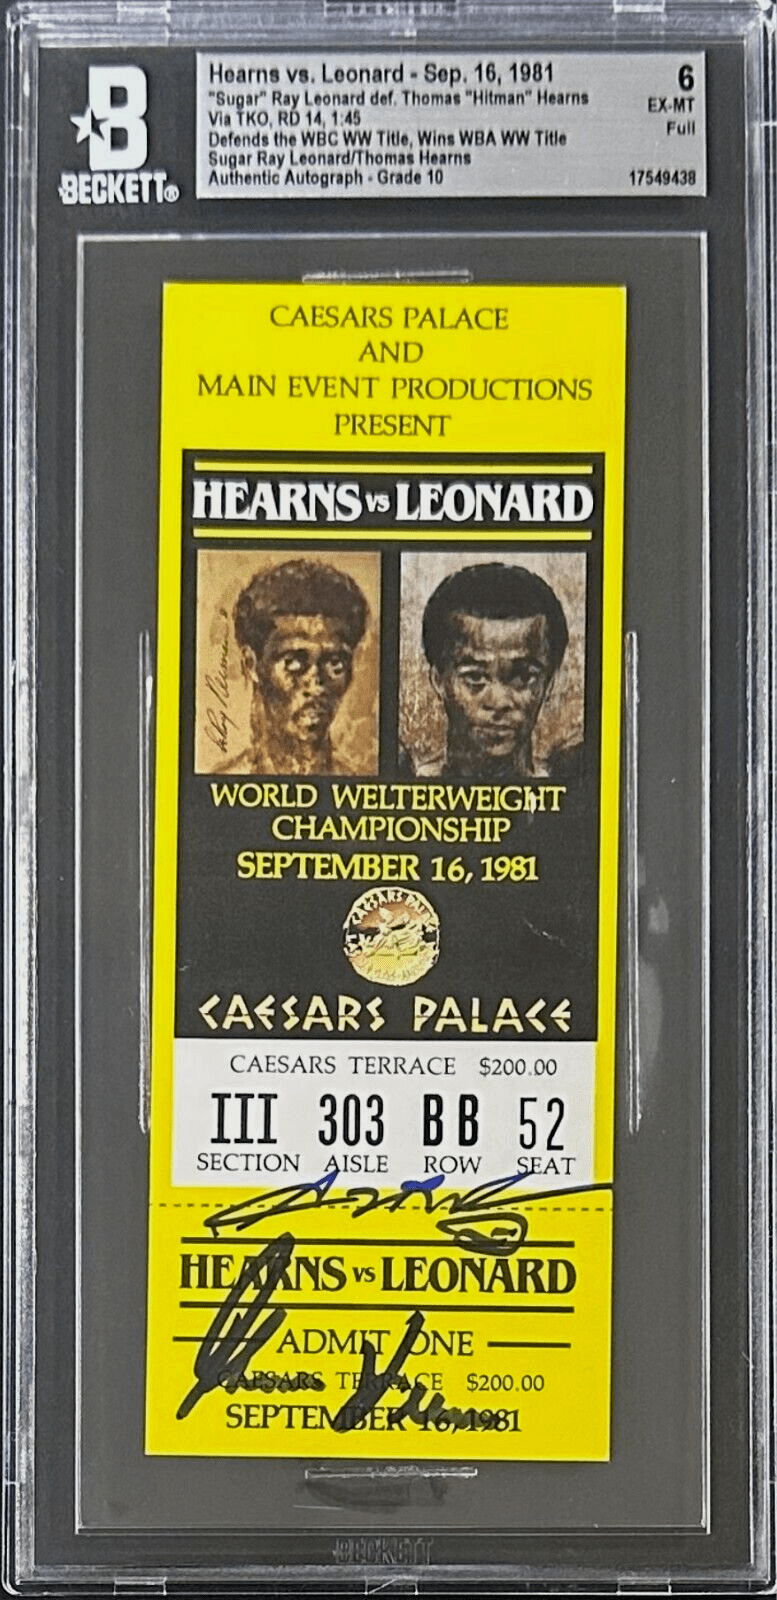 B
BECKETT®
Hearns vs. Leonard - Sep. 16, 1981
"Sugar" Ray Leonard def. Thomas "Hitman" Hearns
Via TKO, RD 14, 1:45
Defends the WBC WW Title, Wins WBA WW Title
Sugar Ray Leonard/Thomas Hearns
Authentic Autograph - Grade 10
6
EX-MT
Full
17549438
CAESARS PALACE
AND
MAIN EVENT PRODUCTIONS
PRESENT
HEARNS vs LEONARD
WORLD WELTERWEIGHT
CHAMPIONSHIP
SEPTEMBER 16, 1981
CAESARS PALACE
CAESARS TERRACE $200.00
III 303 BB 52
SECTION AISLE ROW SEAT
HEARNS vs LEONARD
ADMIT ONE
CAESARS TERRACE $200.00
SEPTEMBER 16, 1981
BECKETT